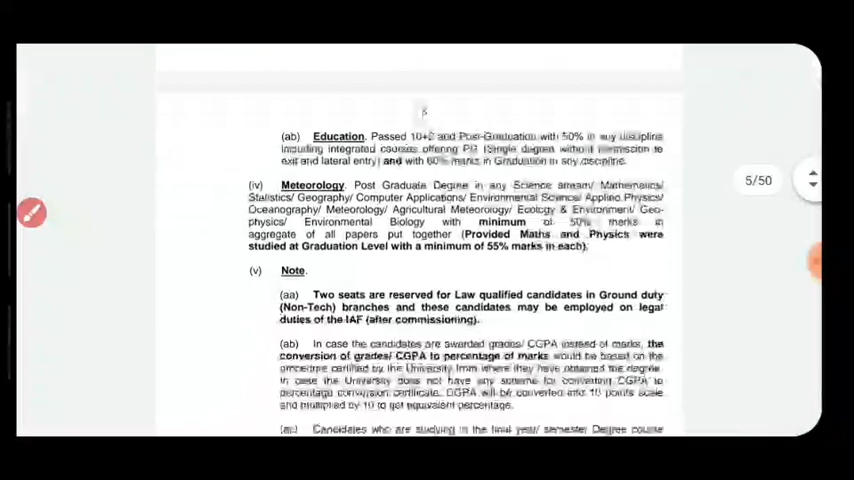 (ab) Education. Passed 10+2 and Post-Graduation with 50% in any discipline
including integrated courses offering PG (Single degree without permission to
exit and lateral entry) and with 60% marks in Graduation in any discipline.
(iv) Meteorology. Post Graduate Degree in any Science stream/ Mathematics/
Statistics/ Geography/ Computer Applications/ Environmental Science/ Applied Physics/
Oceanography/ Meteorology/ Agricultural Meteorology/ Ecology & Environment/ Geo-
physics/ Environmental Biology with minimum of 50% marks in
aggregate of all papers put together (Provided Maths and Physics were
studied at Graduation Level with a minimum of 55% marks in each).
5/50
(v) Note.
(aa) Two seats are reserved for Law qualified candidates in Ground duty
(Non-Tech) branches and these candidates may be employed on legal
duties of the IAF (after commissioning).
(ab) In case the candidates are awarded grades/ CGPA instead of marks, the
conversion of grades/ CGPA to percentage of marks would be based on the
procedure certified by the University from where they have obtained the degree.
In case the University does not have any scheme for converting CGPA to
percentage conversion certificate, CGPA will be converted into 10 points scale
and multiplied by 10 to get equivalent percentage.
(ac) Candidates who are studying in the final year/ semester Degree course